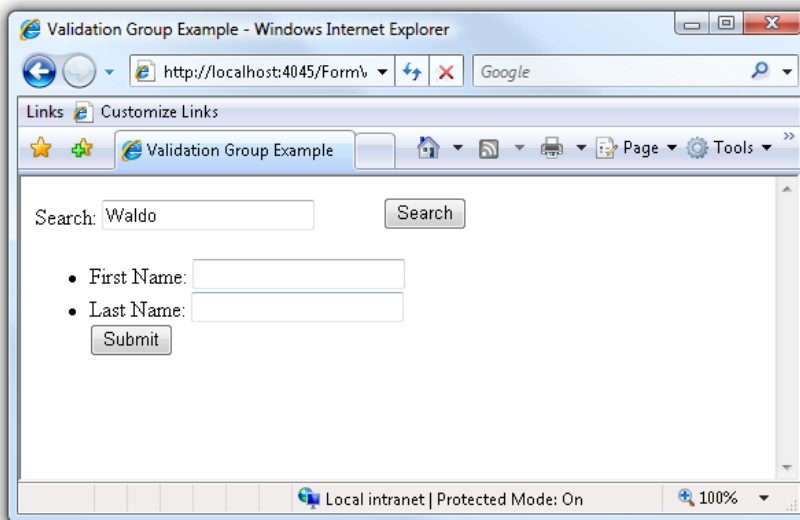 Validation Group Example - Windows Internet Explorer
http://localhost:4045/Form\ Google
Links Customize Links
Validation Group Example Page Tools »
Search: Waldo Search
• First Name:
• Last Name:
Submit
Local intranet | Protected Mode: On 100%